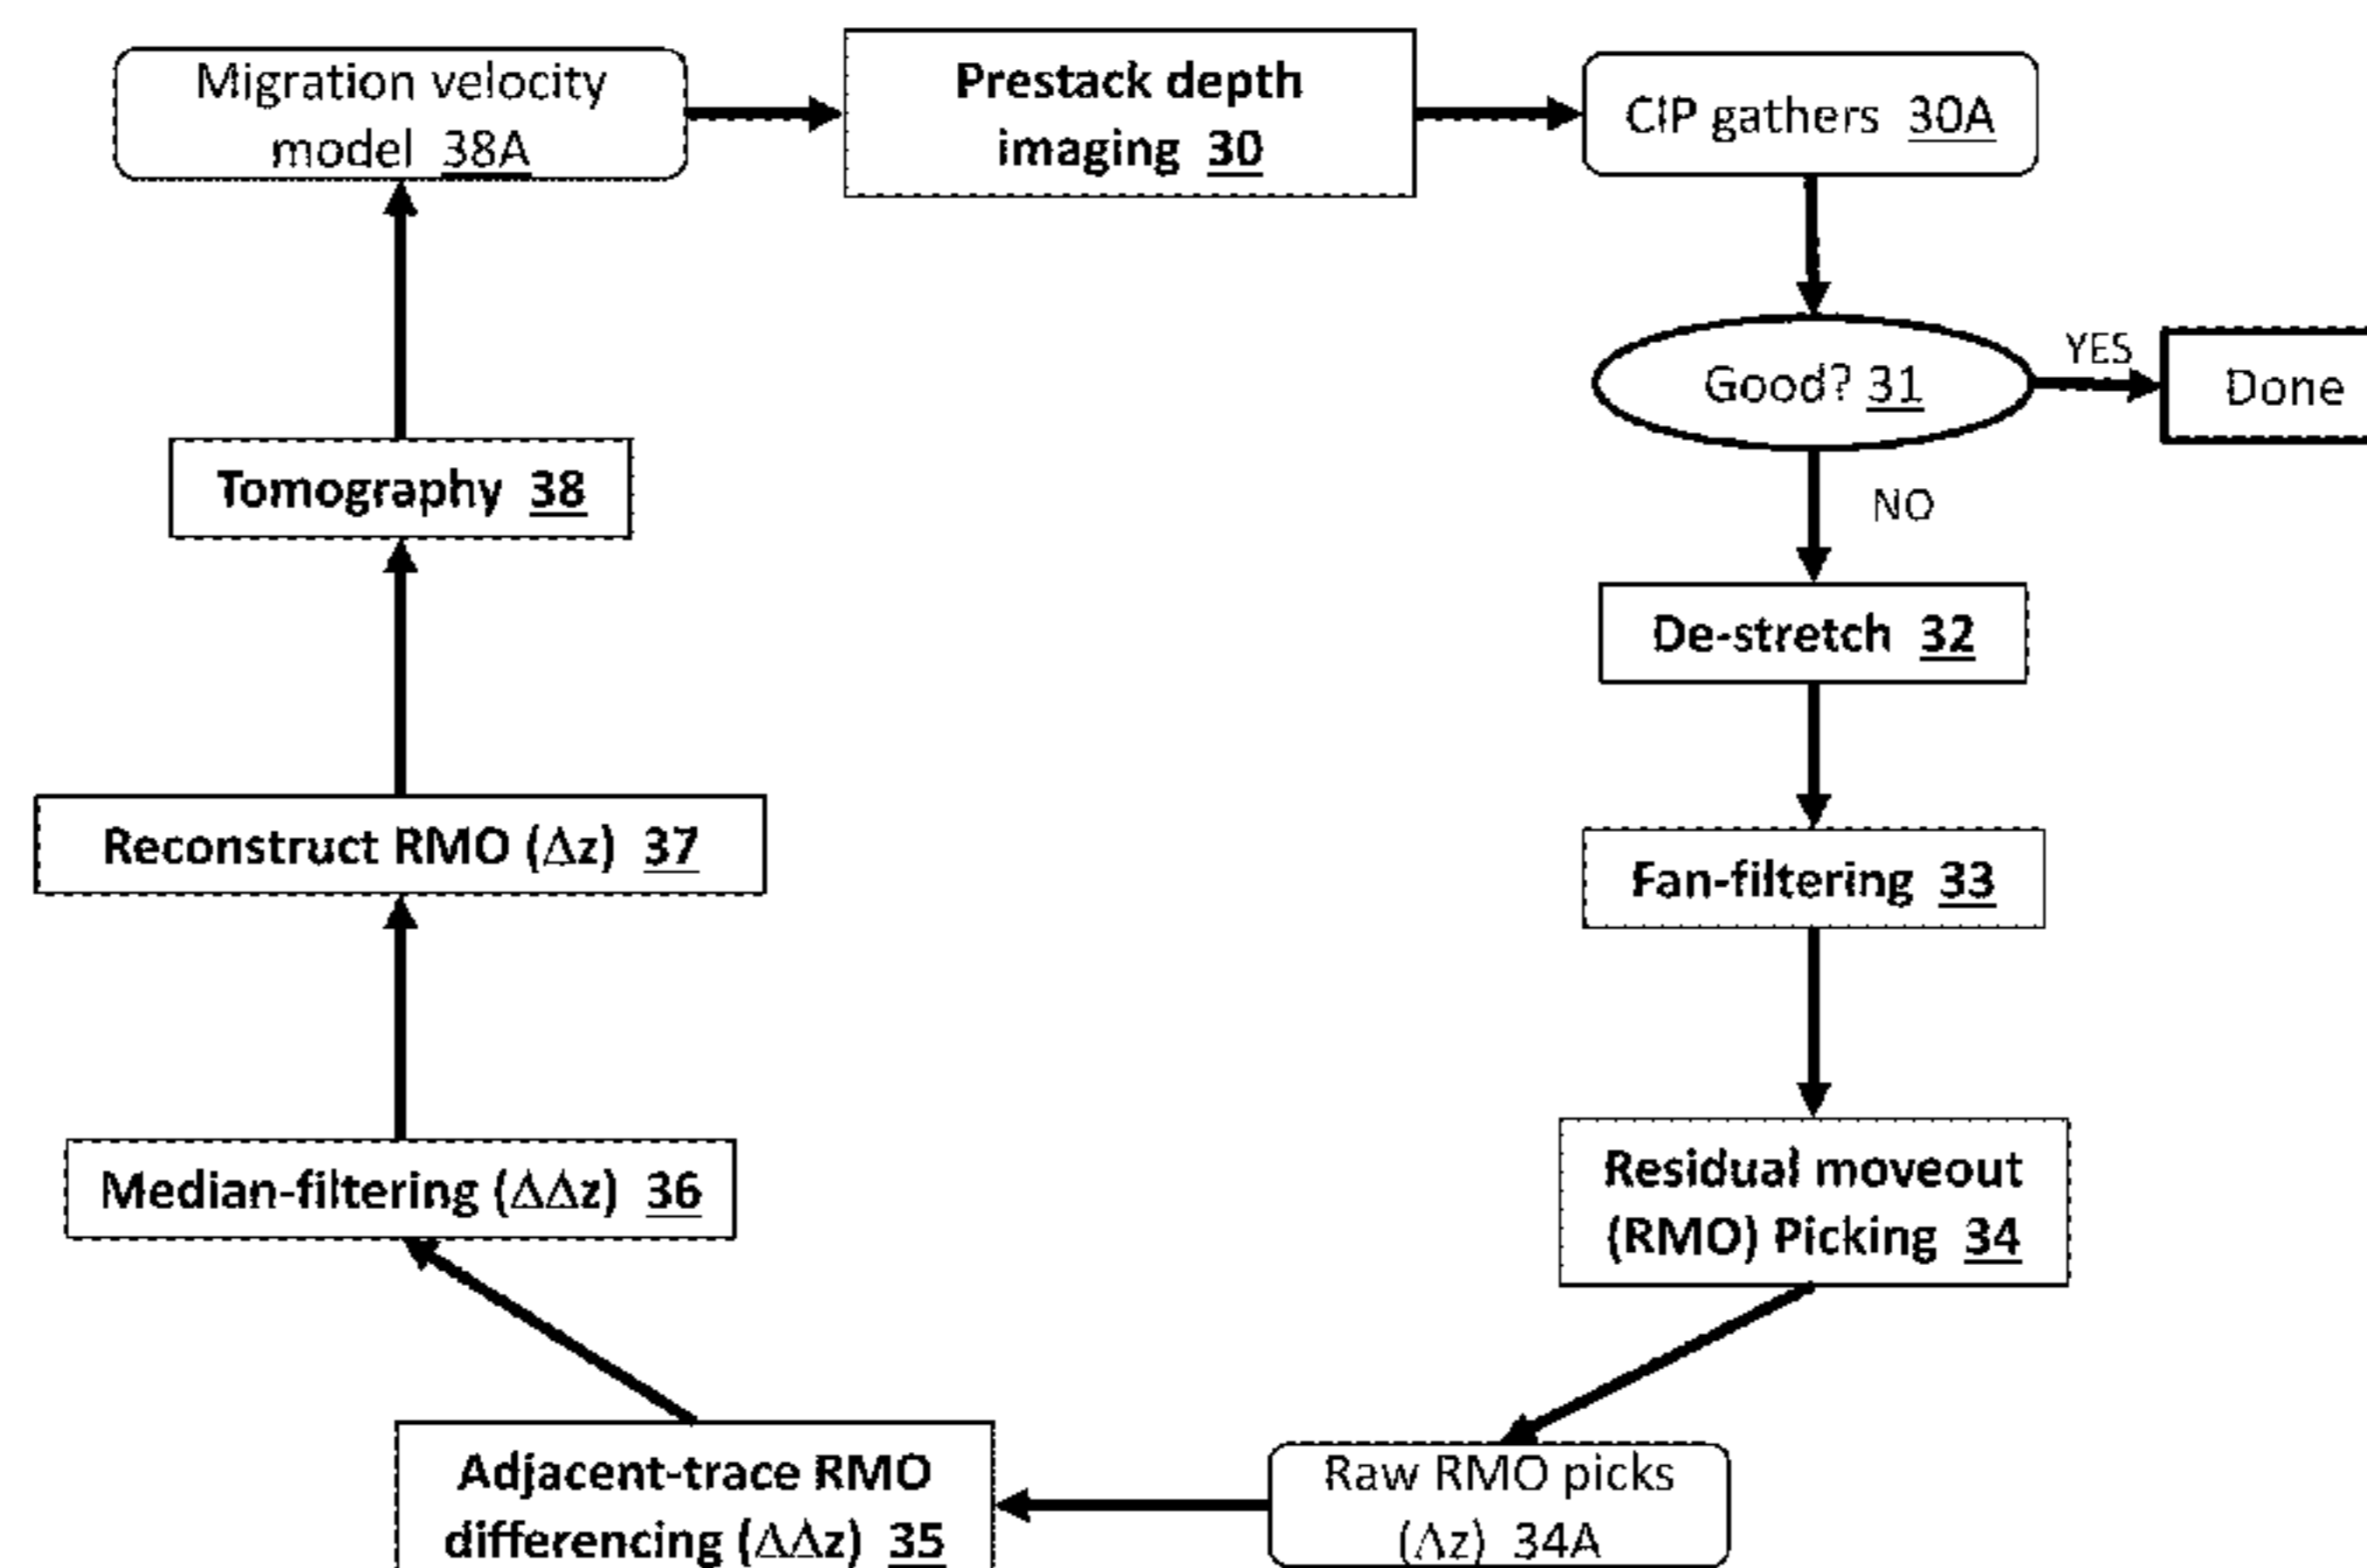 Migration velocity
model 38A
Prestack depth
imaging 30
CIP gathers 30A
Good? 31
YES
Done
NO
De-stretch 32
Fan-filtering 33
Residual moveout
(RMO) Picking 34
Raw RMO picks
(Δz) 34A
Adjacent-trace RMO
differencing (ΔΔz) 35
Median-filtering (ΔΔz) 36
Reconstruct RMO (Δz) 37
Tomography 38